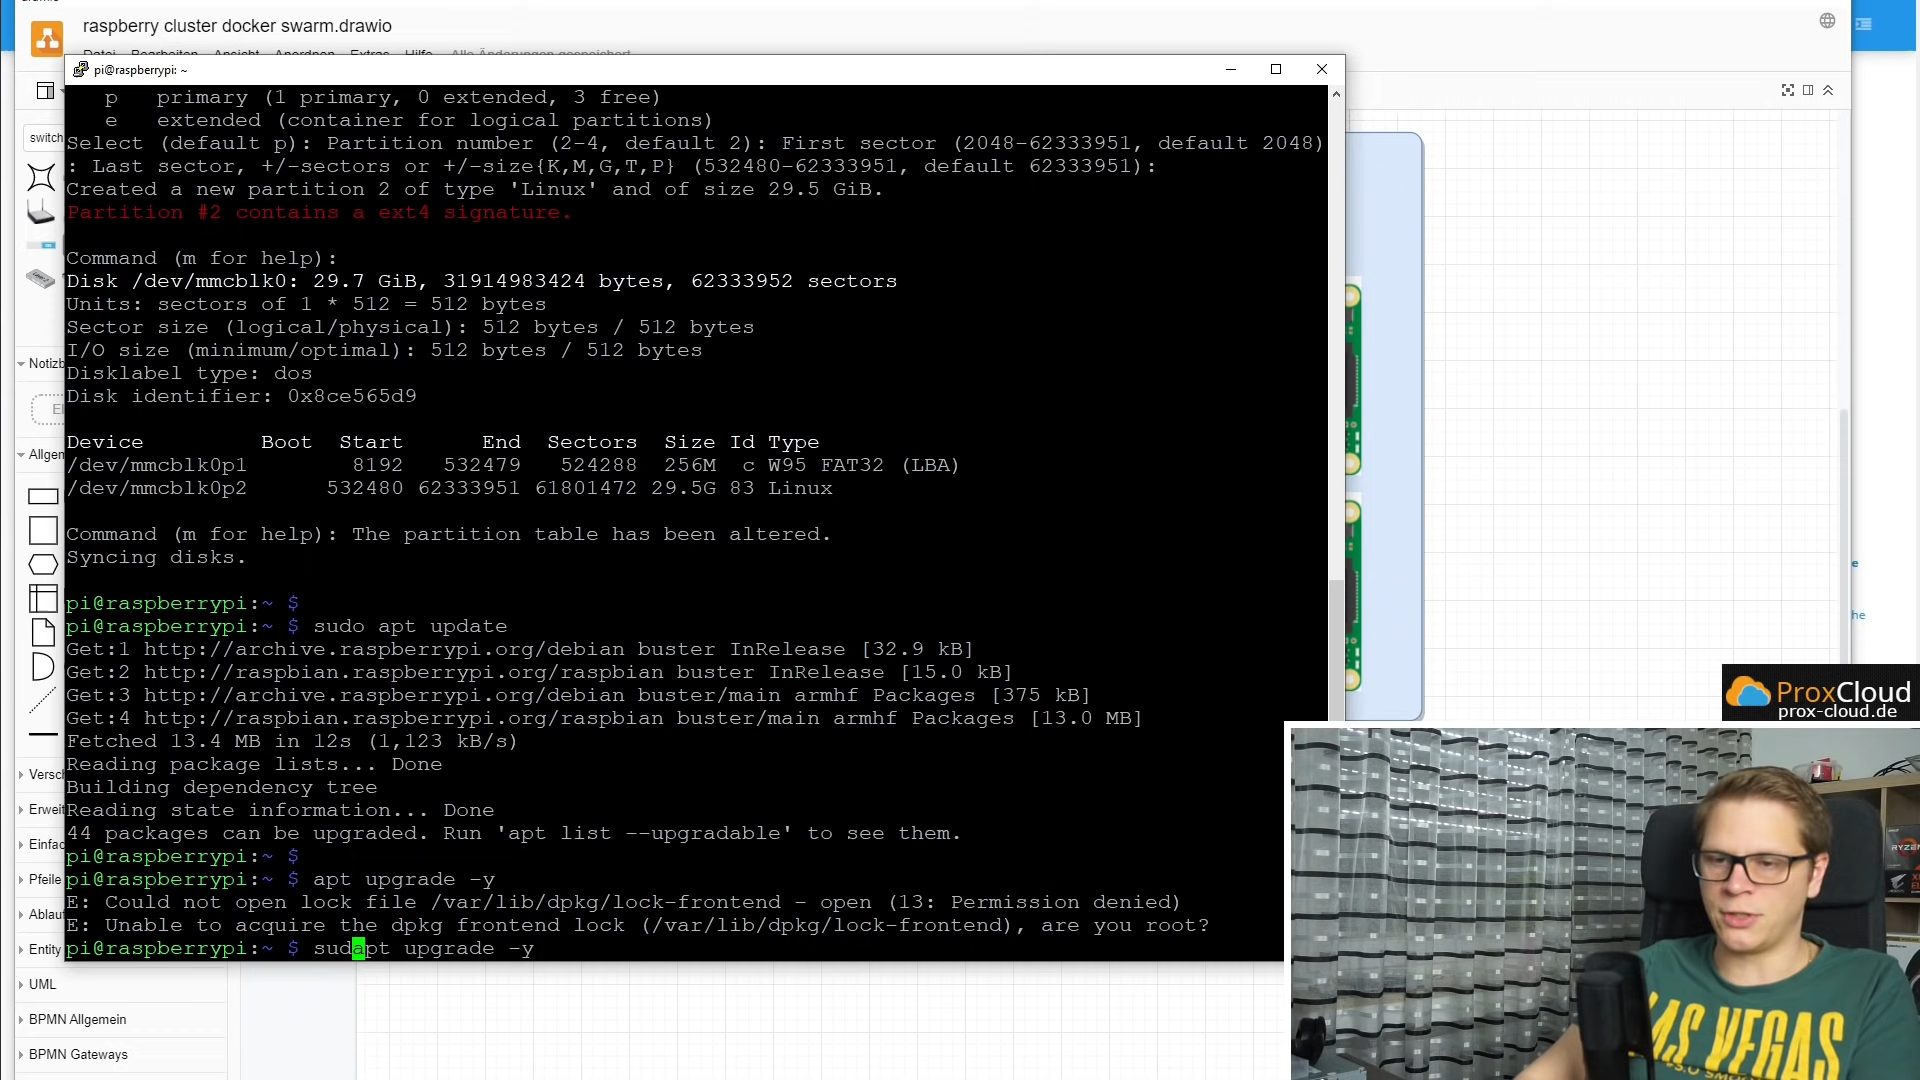 raspberry cluster docker swarm.drawio
pi@raspberrypi: ~
p   primary (1 primary, 0 extended, 3 free)
e   extended (container for logical partitions)
Select (default p): Partition number (2-4, default 2): First sector (2048-62333951, default 2048)
: Last sector, +/-sectors or +/-size{K,M,G,T,P} (532480-62333951, default 62333951):
Created a new partition 2 of type 'Linux' and of size 29.5 GiB.
Partition #2 contains a ext4 signature.
Command (m for help):
Disk /dev/mmcblk0: 29.7 GiB, 31914983424 bytes, 62333952 sectors
Units: sectors of 1 * 512 = 512 bytes
Sector size (logical/physical): 512 bytes / 512 bytes
I/O size (minimum/optimal): 512 bytes / 512 bytes
Disklabel type: dos
Disk identifier: 0x8ce565d9
Device         Boot  Start      End  Sectors  Size Id Type
/dev/mmcblk0p1        8192   532479   524288  256M  c W95 FAT32 (LBA)
/dev/mmcblk0p2      532480 62333951 61801472 29.5G 83 Linux
Command (m for help): The partition table has been altered.
Syncing disks.
pi@raspberrypi:~ $
pi@raspberrypi:~ $ sudo apt update
Get:1 http://archive.raspberrypi.org/debian buster InRelease [32.9 kB]
Get:2 http://raspbian.raspberrypi.org/raspbian buster InRelease [15.0 kB]
Get:3 http://archive.raspberrypi.org/debian buster/main armhf Packages [375 kB]
Get:4 http://raspbian.raspberrypi.org/raspbian buster/main armhf Packages [13.0 MB]
Fetched 13.4 MB in 12s (1,123 kB/s)
Reading package lists... Done
Building dependency tree
Reading state information... Done
44 packages can be upgraded. Run 'apt list --upgradable' to see them.
pi@raspberrypi:~ $
pi@raspberrypi:~ $ apt upgrade -y
E: Could not open lock file /var/lib/dpkg/lock-frontend - open (13: Permission denied)
E: Unable to acquire the dpkg frontend lock (/var/lib/dpkg/lock-frontend), are you root?
pi@raspberrypi:~ $ sudapt upgrade -y
switch
Notizb
Allgem
Versc
Erweit
Einfac
Pfeile
Ablau
Entity
UML
BPMN Allgemein
BPMN Gateways
e
he
ProxCloud
prox-cloud.de
RYZEN
LAS VEGAS